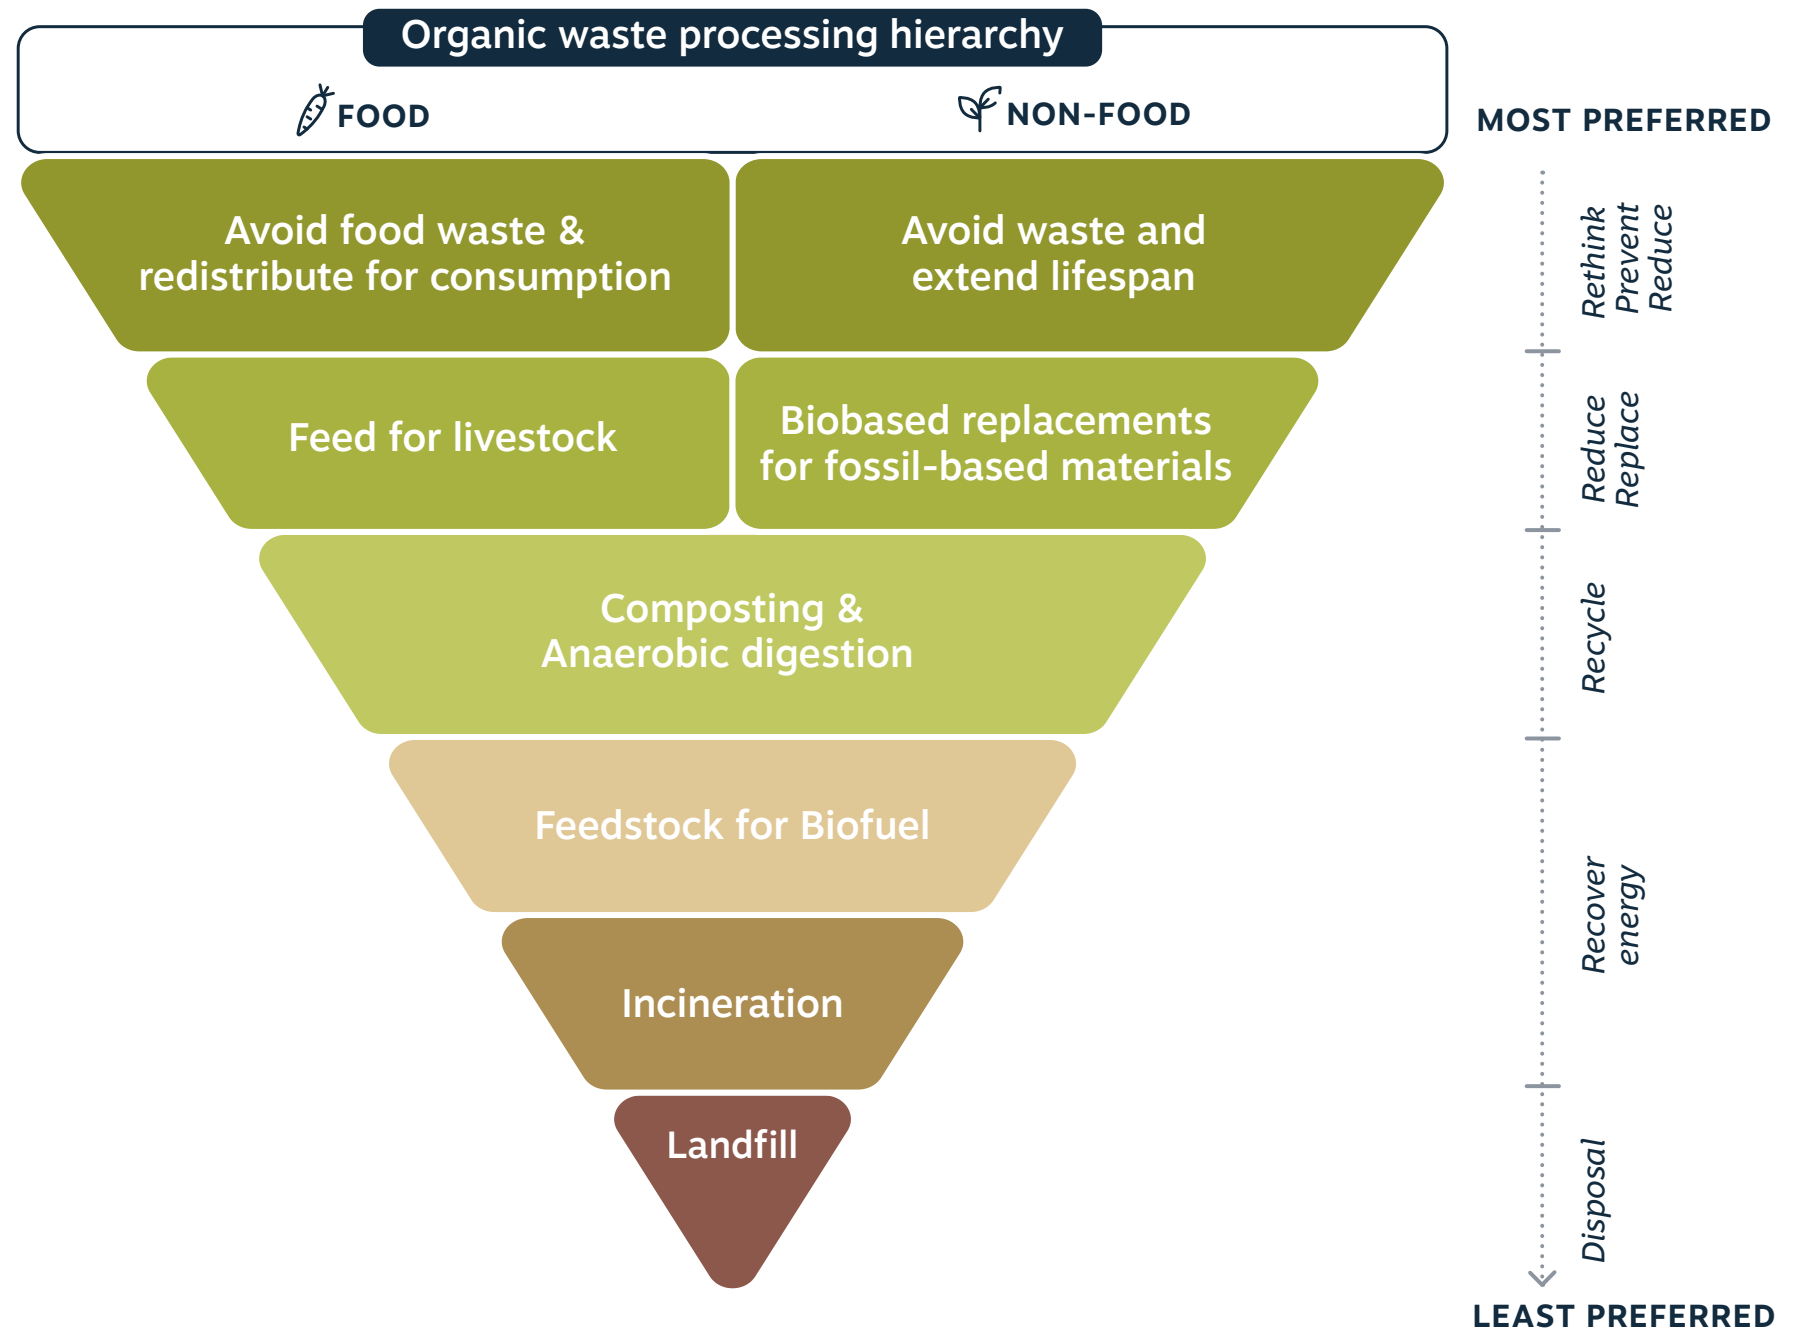 Organic waste processing hierarchy
FOOD
NON-FOOD
MOST PREFERRED
Avoid food waste &
redistribute for consumption
Avoid waste and
extend lifespan
Rethink
Prevent
Reduce
Feed for livestock
Biobased replacements
for fossil-based materials
Reduce
Replace
Composting &
Anaerobic digestion
Recycle
Feedstock for Biofuel
Recover
energy
Incineration
Landfill
Disposal
LEAST PREFERRED